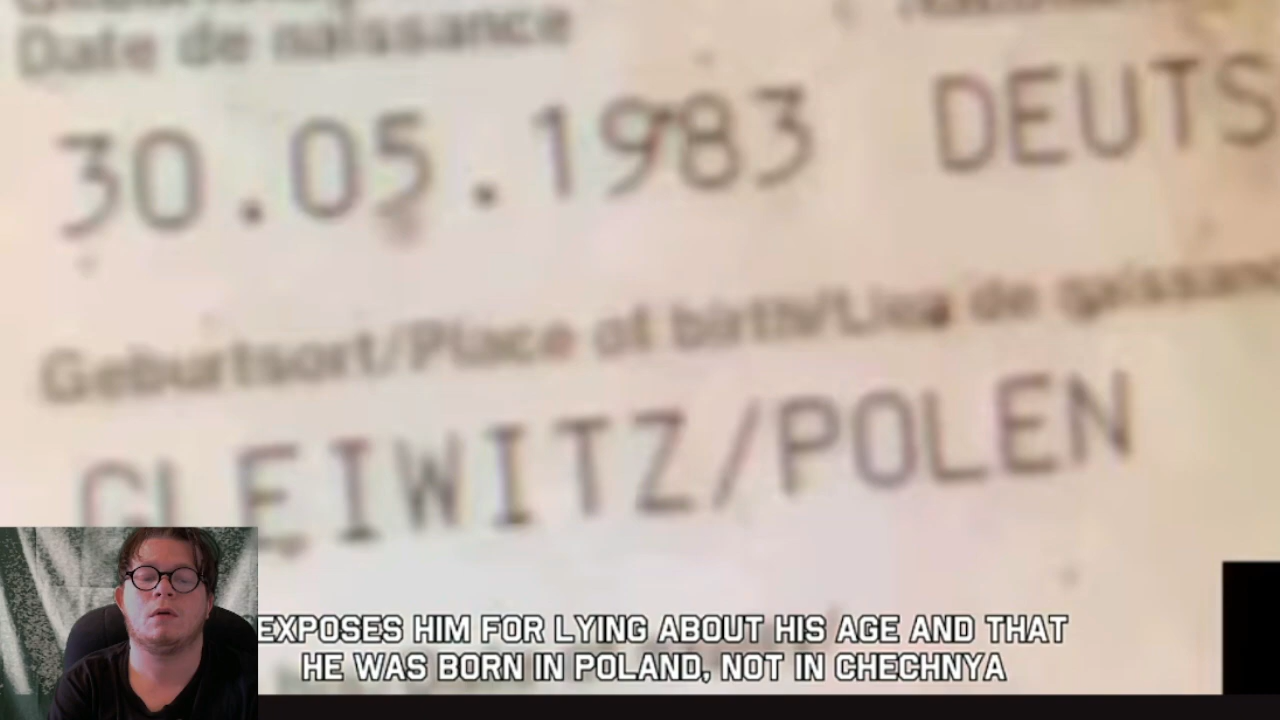 Date de naissance
30.05.1983 DEUTS
Geburtsort/Place of birth/Lieu de naissanc
GLEIWITZ/POLEN
EXPOSES HIM FOR LYING ABOUT HIS AGE AND THAT
HE WAS BORN IN POLAND, NOT IN CHECHNYA